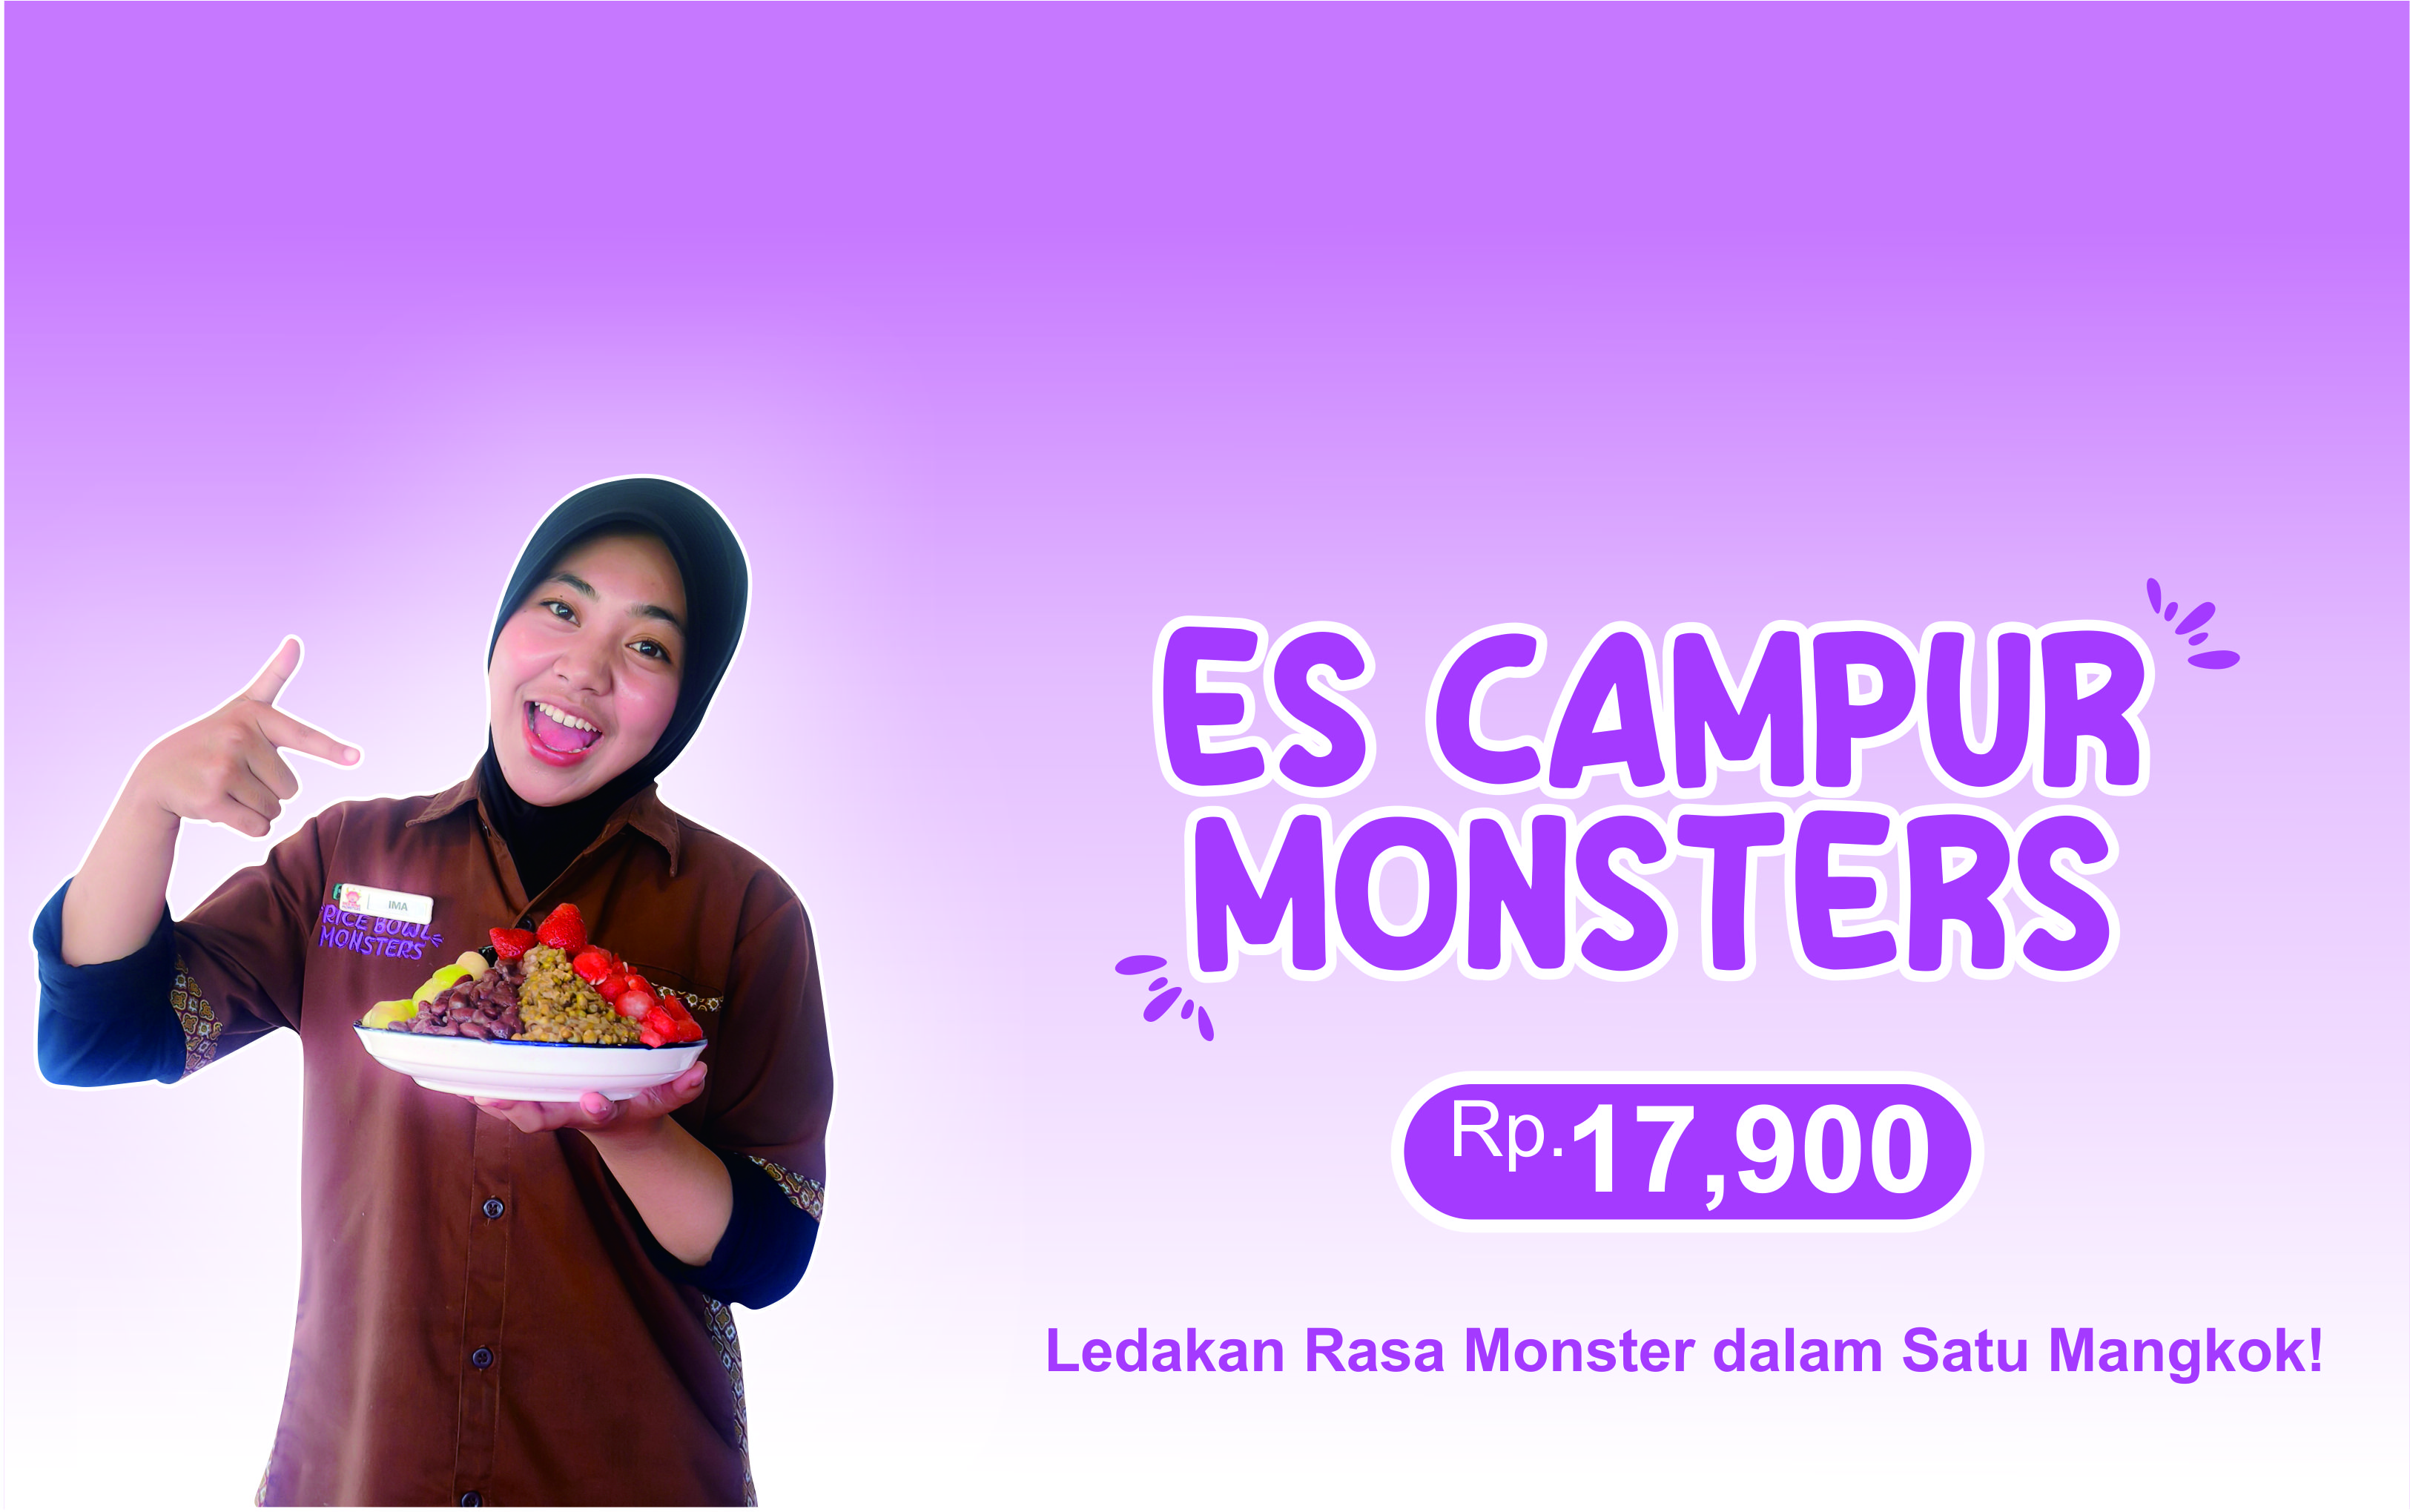 IMA
RICE BOWL
MONSTERS
ES CAMPUR
MONSTERS
Rp.17,900
Ledakan Rasa Monster dalam Satu Mangkok!